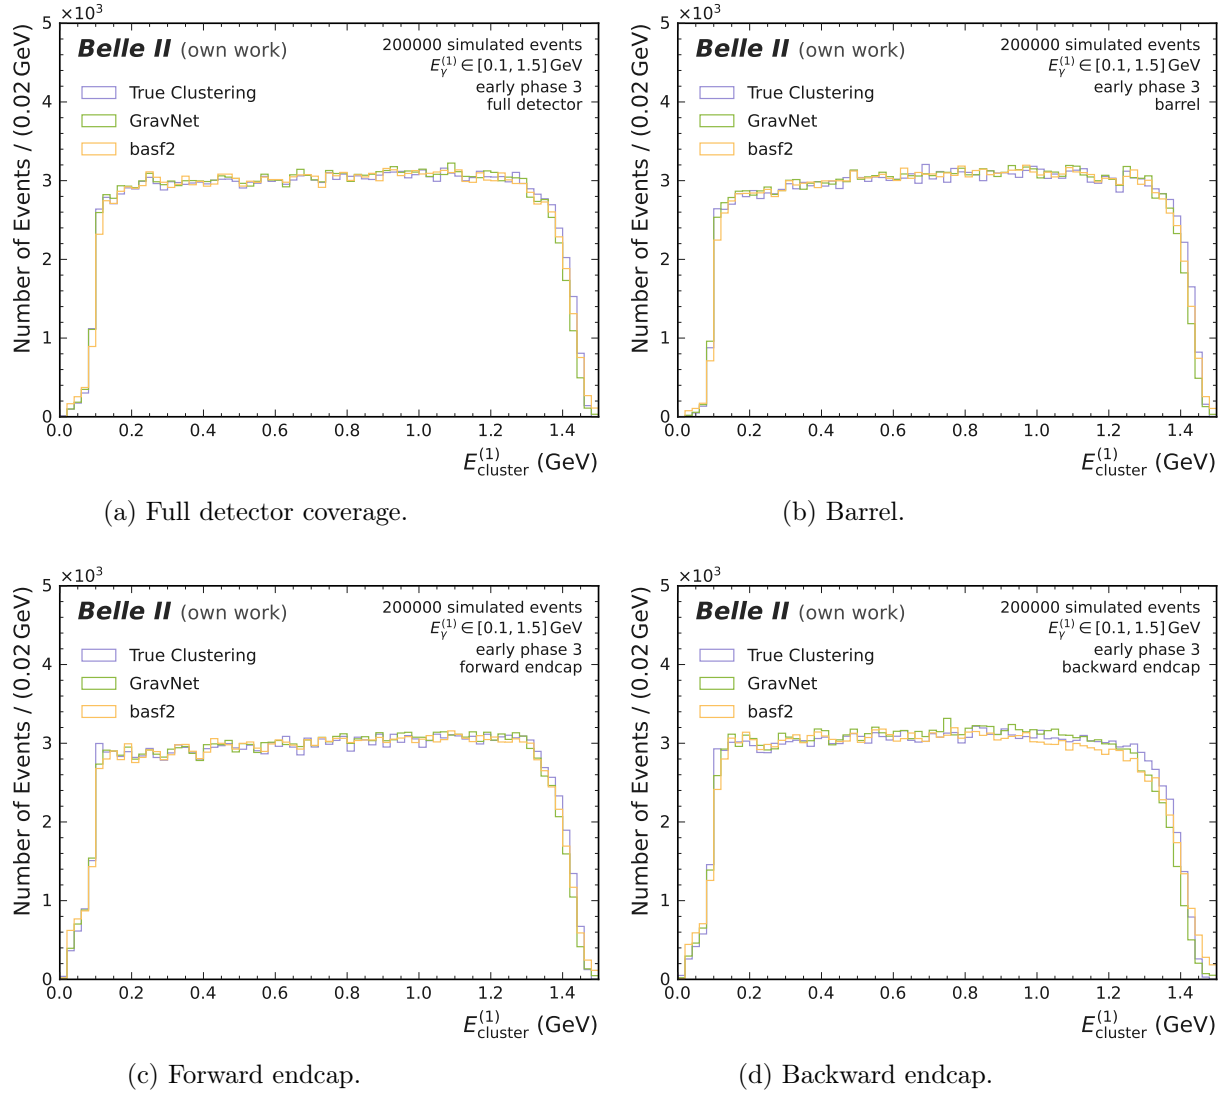 ×10³
Belle II (own work)
200000 simulated events
E_γ^(1) ∈ [0.1, 1.5] GeV
early phase 3
full detector
True Clustering
GravNet
basf2
Number of Events / (0.02 GeV)
5
4
3
2
1
0
0.0 0.2 0.4 0.6 0.8 1.0 1.2 1.4
E_cluster^(1) (GeV)
(a) Full detector coverage.
×10³
Belle II (own work)
200000 simulated events
E_γ^(1) ∈ [0.1, 1.5] GeV
early phase 3
barrel
True Clustering
GravNet
basf2
Number of Events / (0.02 GeV)
5
4
3
2
1
0
0.0 0.2 0.4 0.6 0.8 1.0 1.2 1.4
E_cluster^(1) (GeV)
(b) Barrel.
×10³
Belle II (own work)
200000 simulated events
E_γ^(1) ∈ [0.1, 1.5] GeV
early phase 3
forward endcap
True Clustering
GravNet
basf2
Number of Events / (0.02 GeV)
5
4
3
2
1
0
0.0 0.2 0.4 0.6 0.8 1.0 1.2 1.4
E_cluster^(1) (GeV)
(c) Forward endcap.
×10³
Belle II (own work)
200000 simulated events
E_γ^(1) ∈ [0.1, 1.5] GeV
early phase 3
backward endcap
True Clustering
GravNet
basf2
Number of Events / (0.02 GeV)
5
4
3
2
1
0
0.0 0.2 0.4 0.6 0.8 1.0 1.2 1.4
E_cluster^(1) (GeV)
(d) Backward endcap.